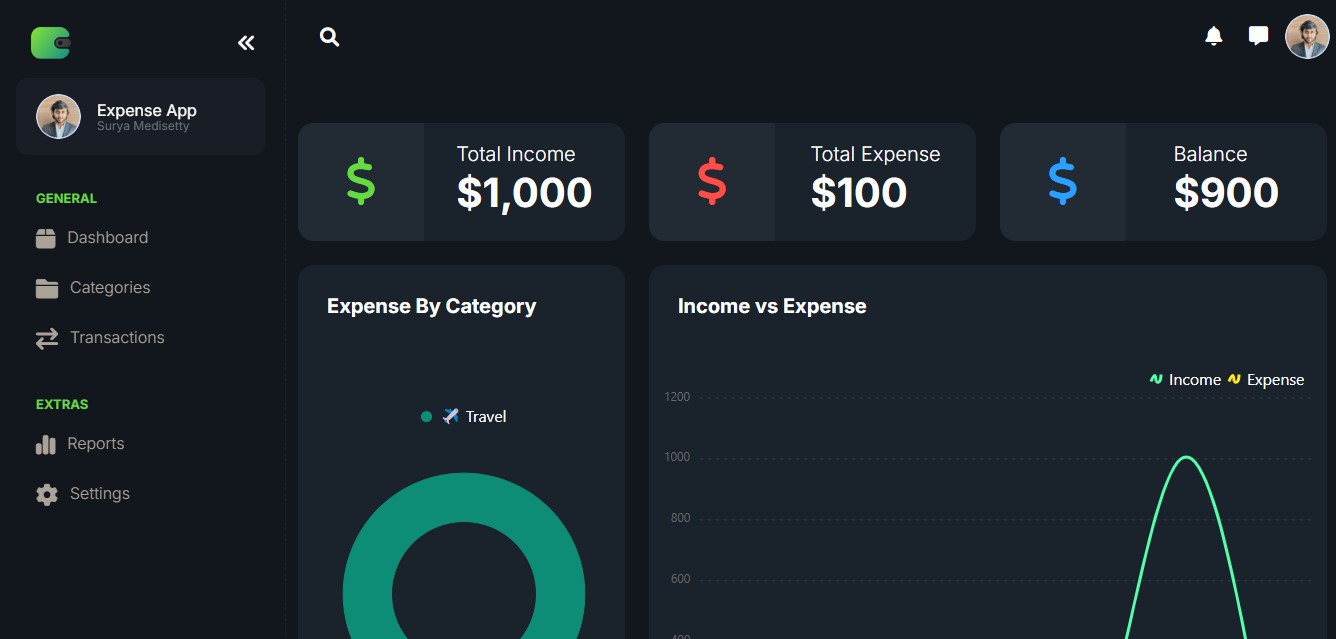 Expense App
Surya Medisetty
GENERAL
Dashboard
Categories
Transactions
EXTRAS
Reports
Settings
$
Total Income
$1,000
$
Total Expense
$100
$
Balance
$900
Expense By Category
✈️ Travel
Income vs Expense
Income Expense
1200
1000
800
600
400